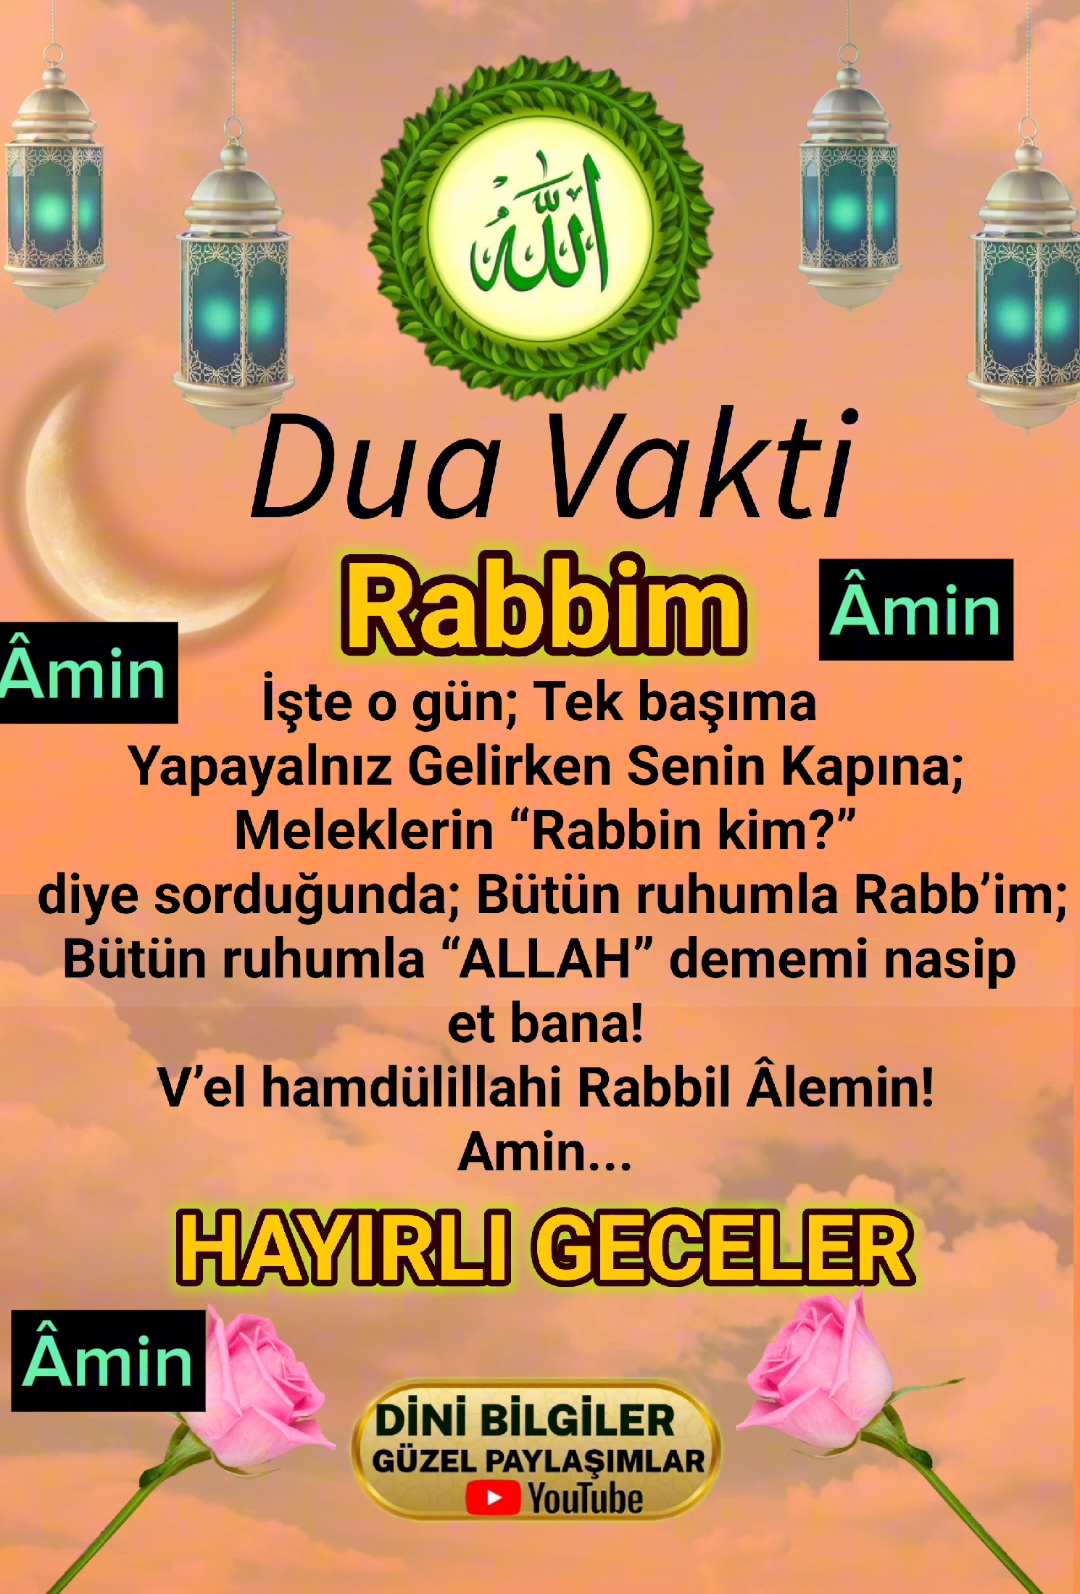 الله
Dua Vakti
Rabbim
Âmin
Âmin
İşte o gün; Tek başıma
Yapayalnız Gelirken Senin Kapına;
Meleklerin “Rabbin kim?”
diye sorduğunda; Bütün ruhumla Rabb’im;
Bütün ruhumla “ALLAH” dememi nasip
et bana!
V’el hamdülillahi Rabbil Âlemin!
Amin...
HAYIRLI GECELER
Âmin
DİNİ BİLGİLER
GÜZEL PAYLAŞIMLAR
YouTube